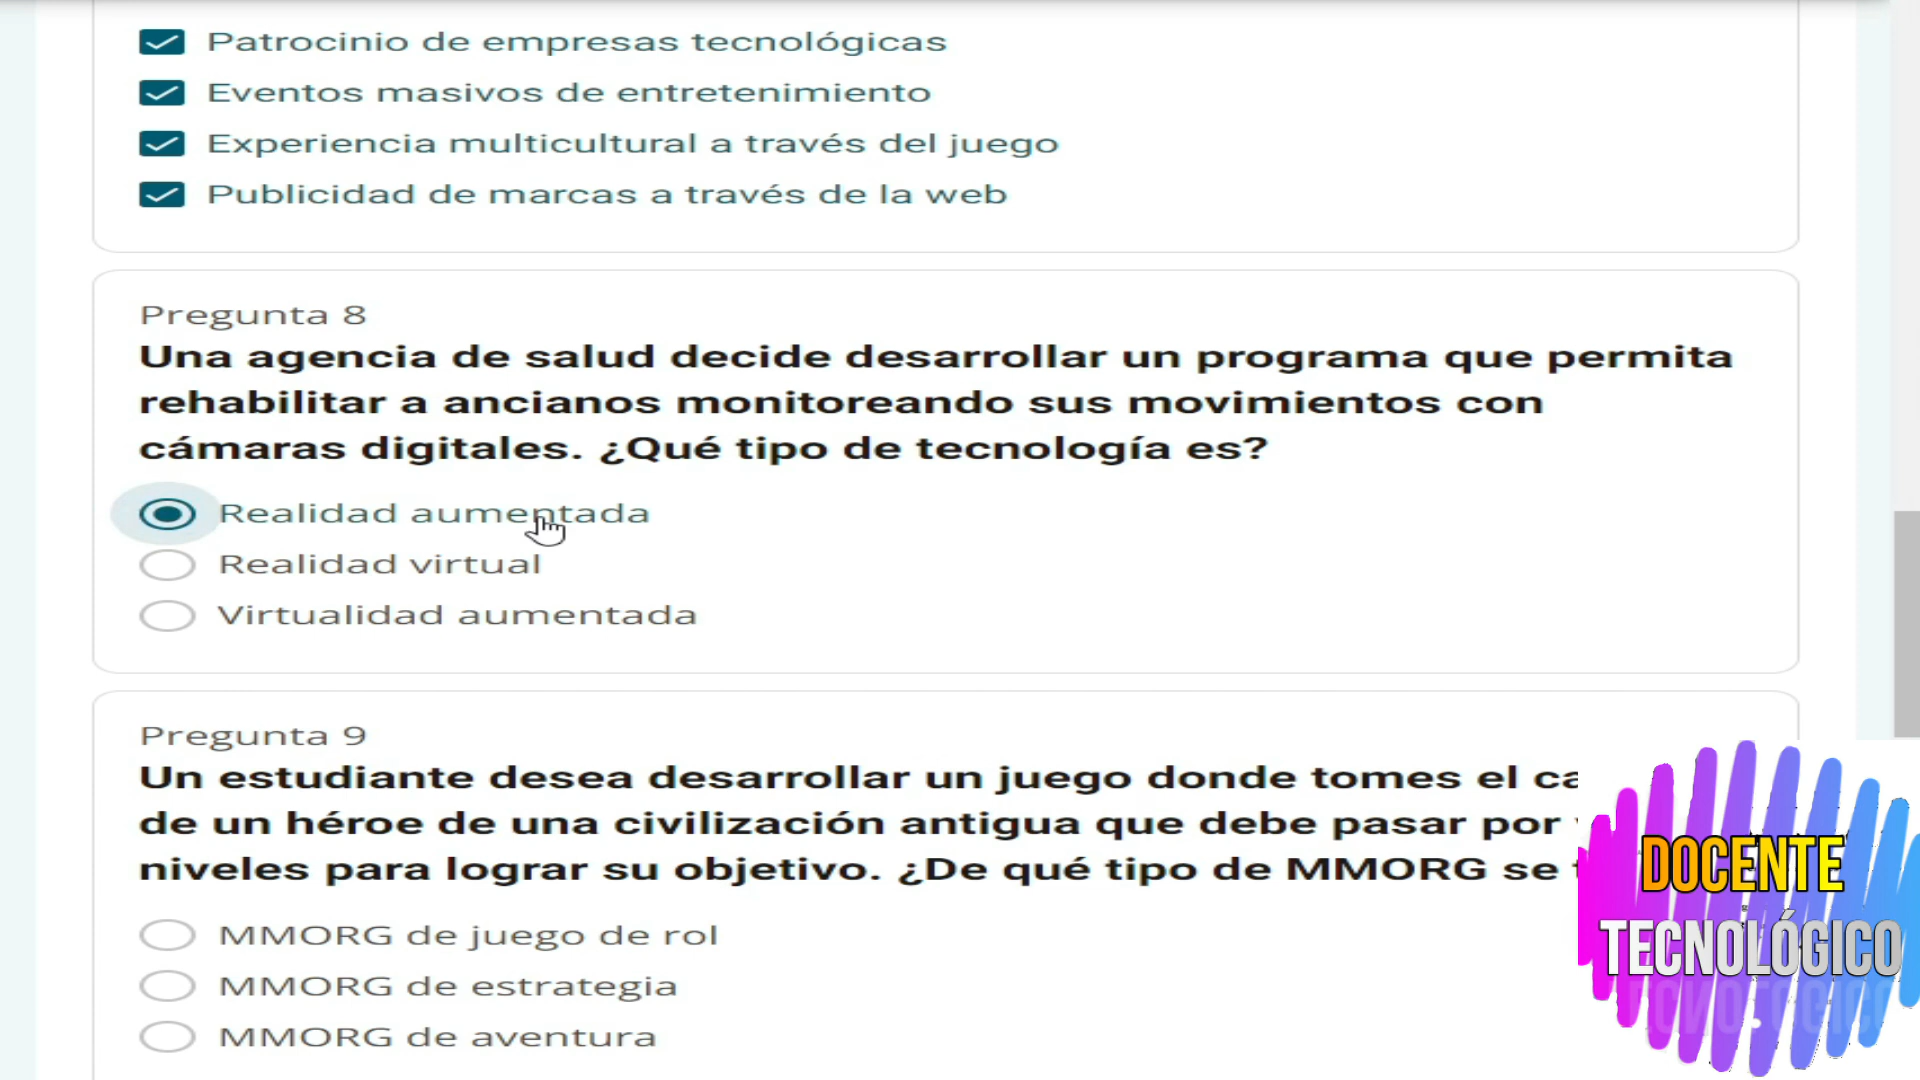 Patrocinio de empresas tecnológicas
Eventos masivos de entretenimiento
Experiencia multicultural a través del juego
Publicidad de marcas a través de la web
Pregunta 8
Una agencia de salud decide desarrollar un programa que permita
rehabilitar a ancianos monitoreando sus movimientos con
cámaras digitales. ¿Qué tipo de tecnología es?
Realidad aumentada
Realidad virtual
Virtualidad aumentada
Pregunta 9
Un estudiante desea desarrollar un juego donde tomes el
de un héroe de una civilización antigua que debe pasar por
niveles para lograr su objetivo. ¿De qué tipo de MMORG se
MMORG de juego de rol
MMORG de estrategia
MMORG de aventura
DOCENTE
TECNOLÓGICO